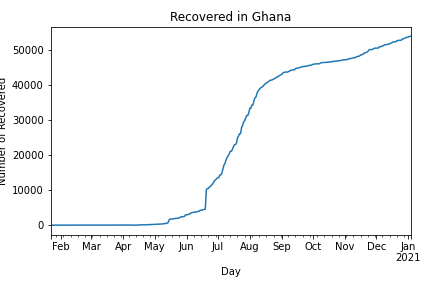 Recovered in Ghana
Number of Recovered
50000
40000
30000
20000
10000
0
Feb Mar Apr May Jun Jul Aug Sep Oct Nov Dec Jan
2021
Day